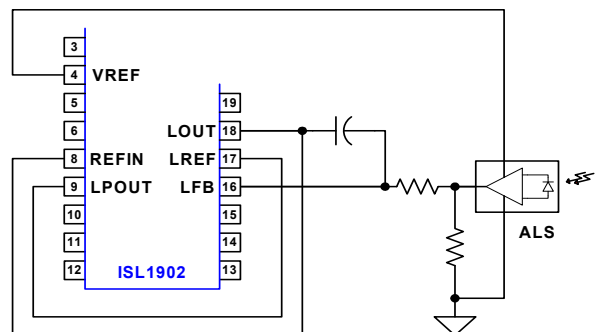 3
4 VREF
5
19
6
LOUT 18
8 REFIN
LREF 17
9 LPOUT
LFB 16
10
15
11
14
12
ISL1902
13
ALS